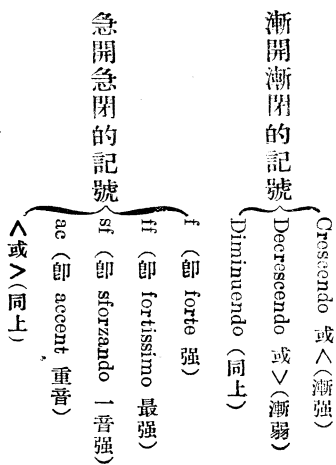 漸開漸閉的記號
Crescendo 或＜(漸强)
Decrescendo 或＞(漸弱)
Diminuendo (同上)
急開急閉的記號
f (卽 forte 强)
ff (卽 fortissimo 最强)
sf (卽 sforzando 一音强)
ac (卽 accent 重音)
＜或＞(同上)